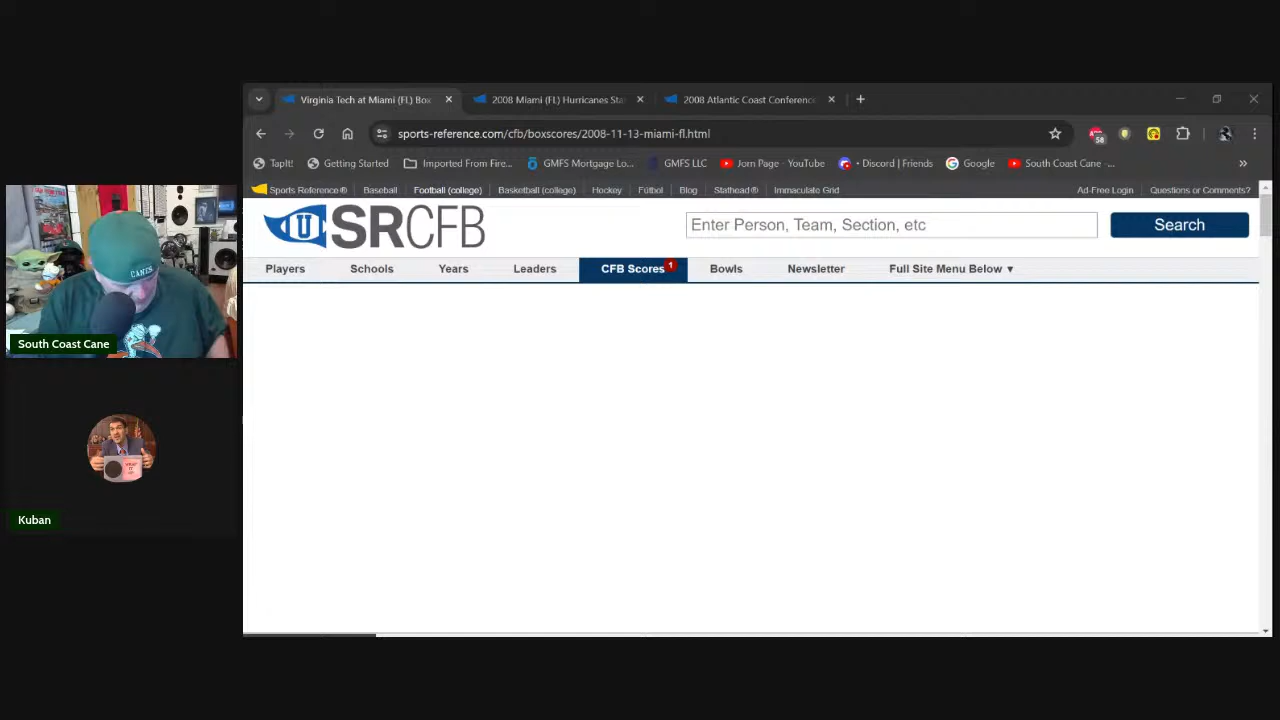 Virginia Tech at Miami (FL) Box
2008 Miami (FL) Hurricanes Sta
2008 Atlantic Coast Conference
sports-reference.com/cfb/boxscores/2008-11-13-miami-fl.html
58
TapIt!
Getting Started
Imported From Fire...
GMFS Mortgage Lo...
GMFS LLC
Jorn Page - YouTube
• Discord | Friends
Google
South Coast Cane -...
Sports Reference®
Baseball
Football (college)
Basketball (college)
Hockey
Fútbol
Blog
Stathead®
Immaculate Grid
Ad-Free Login
Questions or Comments?
U SRCFB
Enter Person, Team, Section, etc
Search
Players
Schools
Years
Leaders
CFB Scores
1
Bowls
Newsletter
Full Site Menu Below ▼
CANES
South Coast Cane
Kuban